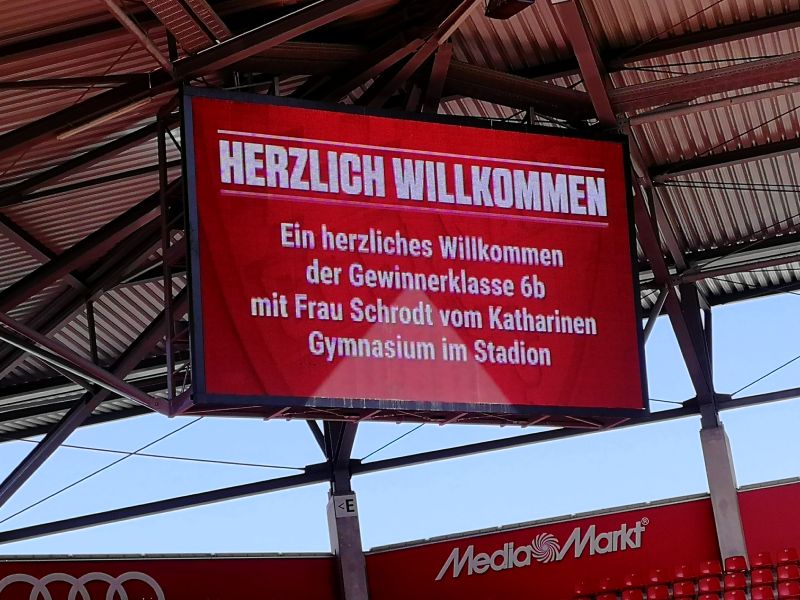 HERZLICH WILLKOMMEN
Ein herzliches Willkommen
der Gewinnerklasse 6b
mit Frau Schrodt vom Katharinen
Gymnasium im Stadion
<E
MediaMarkt®